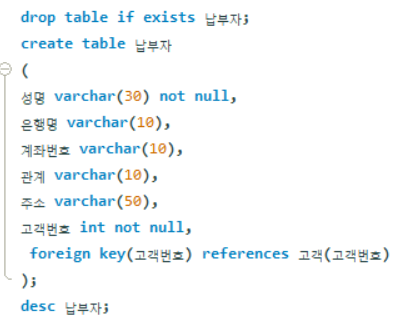 drop table if exists 납부자;
create table 납부자
(
성명 varchar(30) not null,
은행명 varchar(10),
계좌번호 varchar(10),
관계 varchar(10),
주소 varchar(50),
고객번호 int not null,
foreign key(고객번호) references 고객(고객번호)
);
desc 납부자;